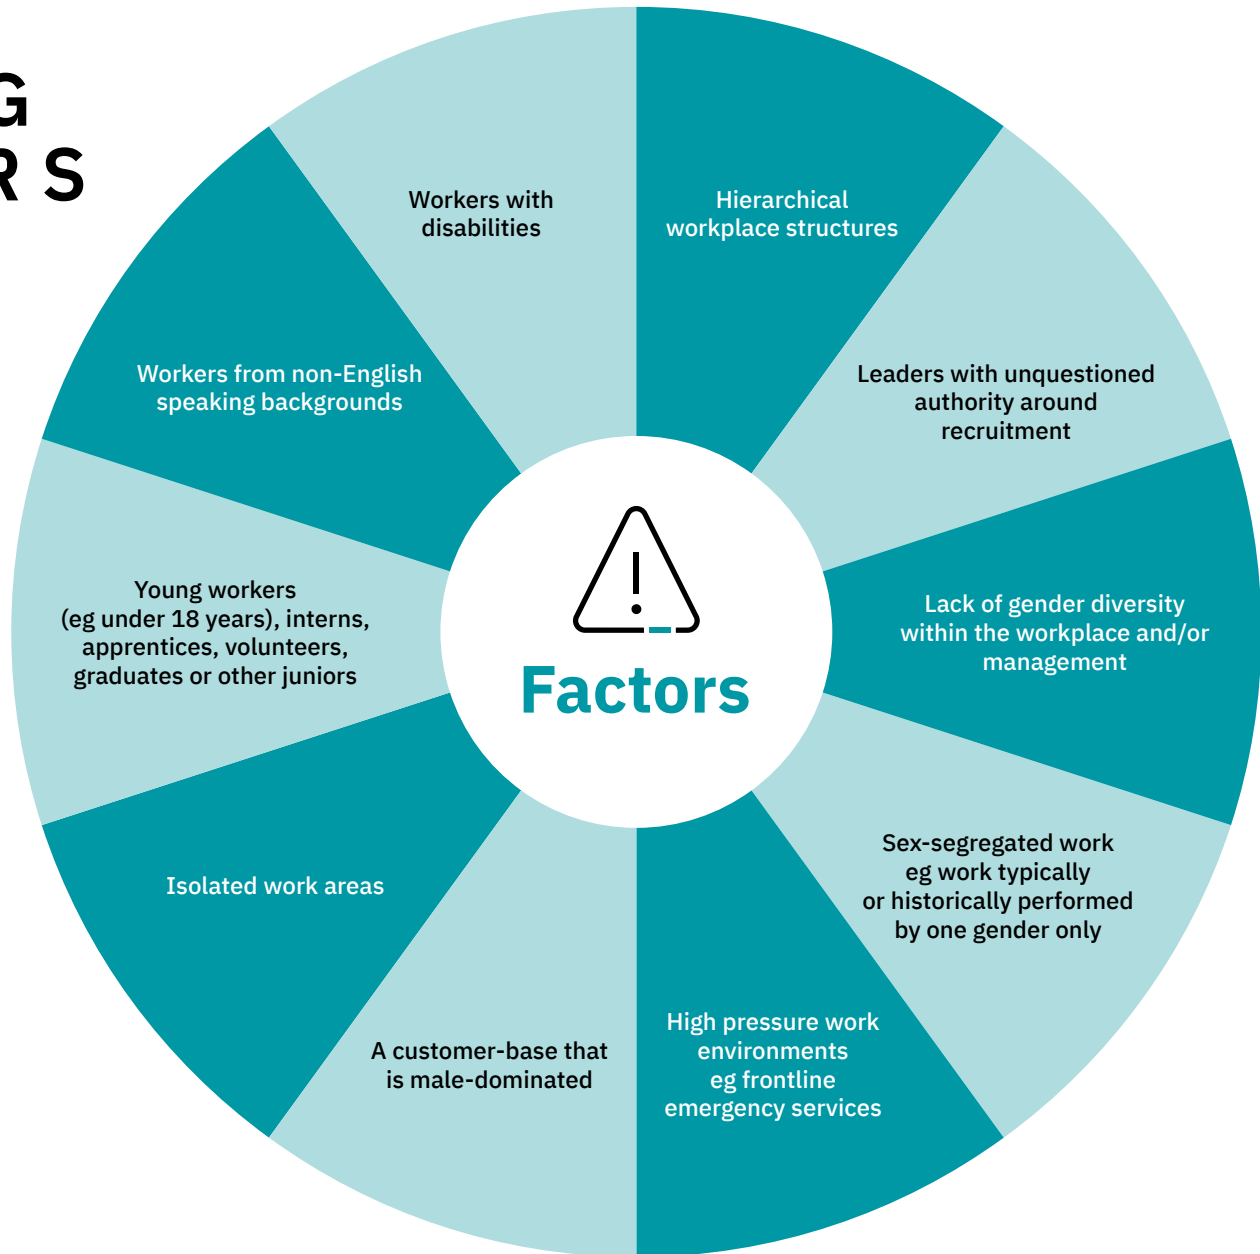 G
RS
Workers with
disabilities
Hierarchical
workplace structures
Leaders with unquestioned
authority around
recruitment
Lack of gender diversity
within the workplace and/or
management
Sex-segregated work
eg work typically
or historically performed
by one gender only
High pressure work
environments
eg frontline
emergency services
A customer-base that
is male-dominated
Isolated work areas
Young workers
(eg under 18 years), interns,
apprentices, volunteers,
graduates or other juniors
Workers from non-English
speaking backgrounds
Factors